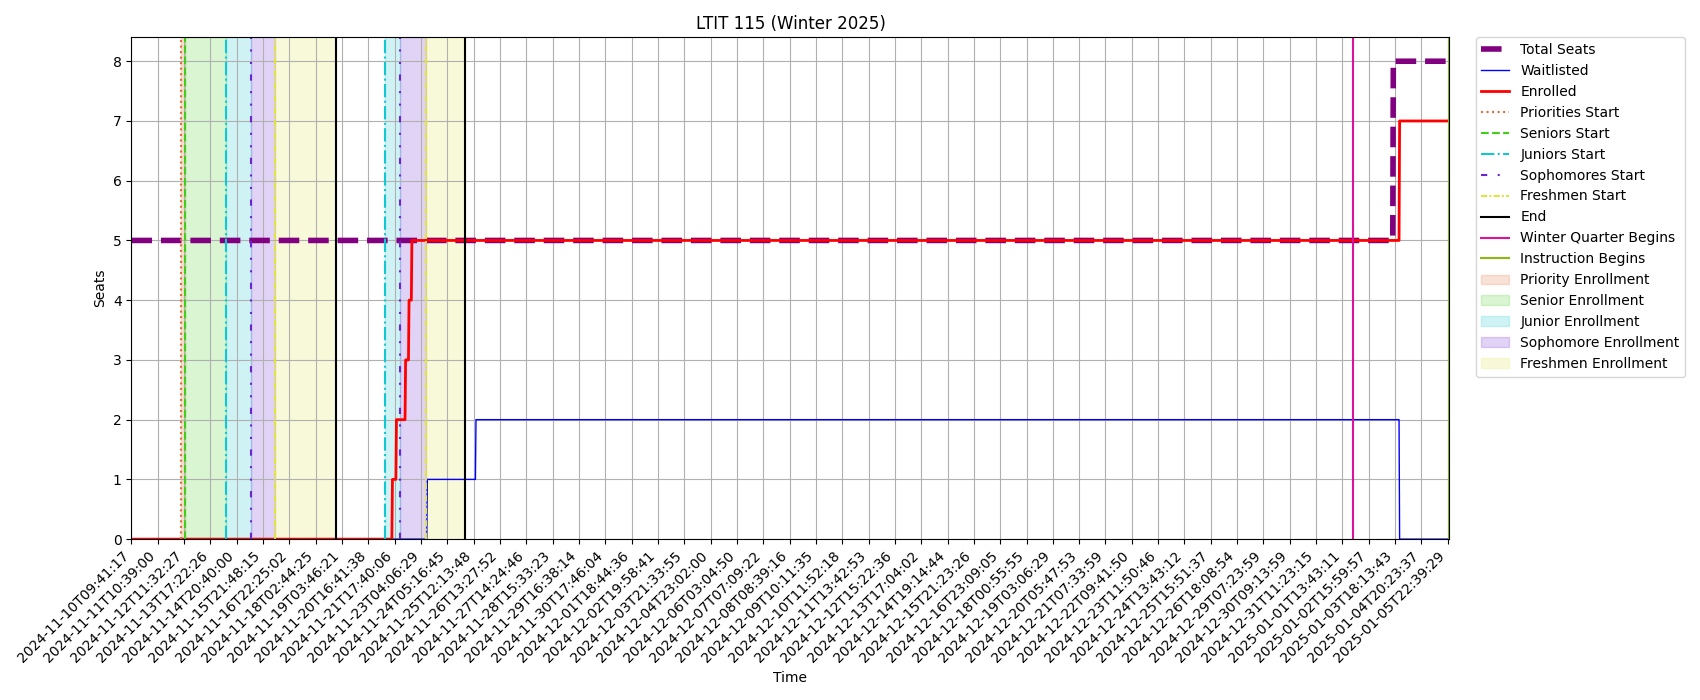 LTIT 115 (Winter 2025)
8
7
6
5
4
3
2
1
0
Seats
2024-11-10T09:41:17
2024-11-11T10:39:00
2024-11-12T11:32:27
2024-11-13T17:22:26
2024-11-14T20:40:00
2024-11-15T21:48:15
2024-11-16T22:25:02
2024-11-18T02:44:25
2024-11-19T03:46:21
2024-11-20T16:41:38
2024-11-21T17:40:06
2024-11-23T04:06:29
2024-11-24T05:16:45
2024-11-25T12:13:48
2024-11-26T13:27:52
2024-11-27T14:24:46
2024-11-28T15:33:23
2024-11-29T16:38:14
2024-11-30T17:46:04
2024-12-01T18:44:36
2024-12-02T19:58:41
2024-12-03T21:33:55
2024-12-04T23:02:00
2024-12-06T03:04:50
2024-12-07T07:09:22
2024-12-08T08:39:16
2024-12-09T10:11:35
2024-12-10T11:52:18
2024-12-11T13:42:53
2024-12-12T15:22:36
2024-12-13T17:04:02
2024-12-14T19:14:44
2024-12-15T21:23:26
2024-12-16T23:09:05
2024-12-18T00:55:55
2024-12-19T03:06:29
2024-12-20T05:47:53
2024-12-21T07:33:59
2024-12-22T09:41:50
2024-12-23T11:50:46
2024-12-24T13:43:12
2024-12-25T15:51:37
2024-12-26T18:08:54
2024-12-29T07:23:59
2024-12-30T09:13:59
2024-12-31T11:23:15
2025-01-01T13:43:11
2025-01-02T15:59:57
2025-01-03T18:13:43
2025-01-04T20:23:37
2025-01-05T22:39:29
Time
Total Seats
Waitlisted
Enrolled
Priorities Start
Seniors Start
Juniors Start
Sophomores Start
Freshmen Start
End
Winter Quarter Begins
Instruction Begins
Priority Enrollment
Senior Enrollment
Junior Enrollment
Sophomore Enrollment
Freshmen Enrollment